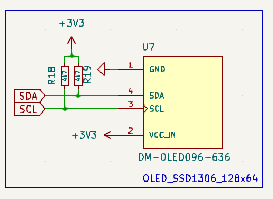 +3V3
U7
R18
4k7
4k7
R19
1
GND
SDA
4
SDA
SCL
3
SCL
+3V3
2
VCC_IN
DM-OLED096-636
OLED_SSD1306_128x64